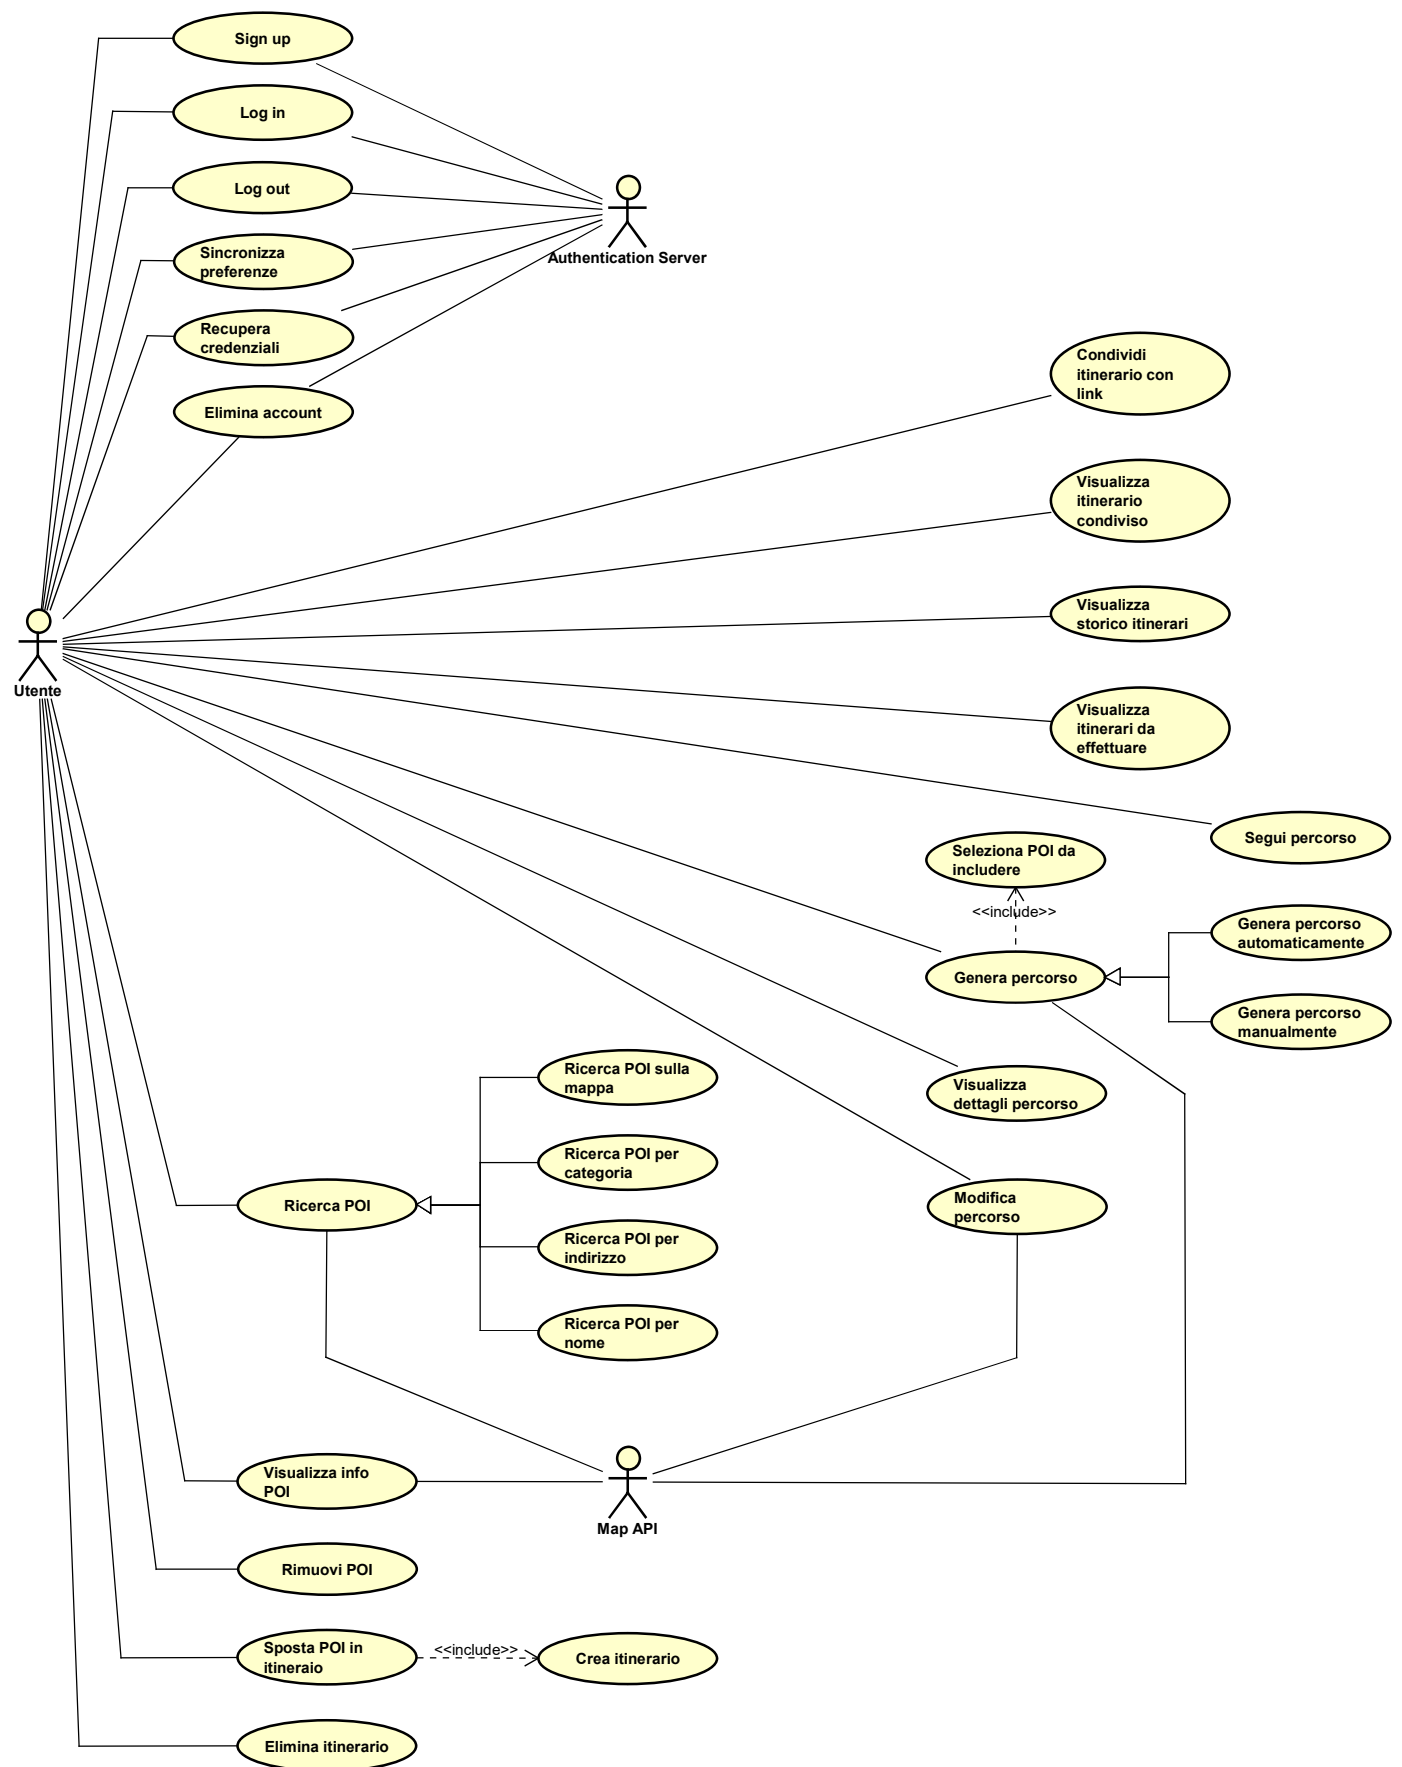 Sign up
Log in
Log out
Sincronizza
preferenze
Recupera
credenziali
Elimina account
Authentication Server
Condividi
itinerario con
link
Visualizza
itinerario
condiviso
Visualizza
storico itinerari
Visualizza
itinerari da
effettuare
Utente
Segui percorso
Seleziona POI da
includere
<<include>>
Genera percorso
Genera percorso
automaticamente
Genera percorso
manualmente
Visualizza
dettagli percorso
Modifica
percorso
Ricerca POI sulla
mappa
Ricerca POI per
categoria
Ricerca POI
Ricerca POI per
indirizzo
Ricerca POI per
nome
Visualizza info
POI
Map API
Rimuovi POI
Sposta POI in
itineraio
<<include>>
Crea itinerario
Elimina itinerario